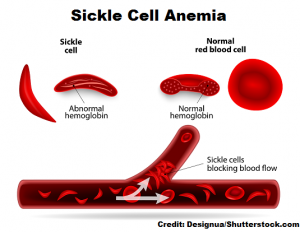 Sickle Cell Anemia
Sickle
cell
Normal
red blood cell
Abnormal
hemoglobin
Normal
hemoglobin
Sickle cells
blocking blood flow
Credit: Designua/Shutterstock.com